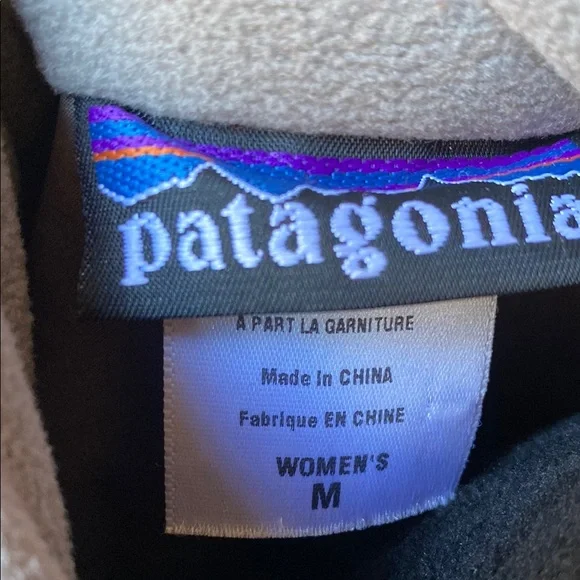 patagonia
À PART LA GARNITURE
Made in CHINA
Fabrique EN CHINE
WOMEN'S
M